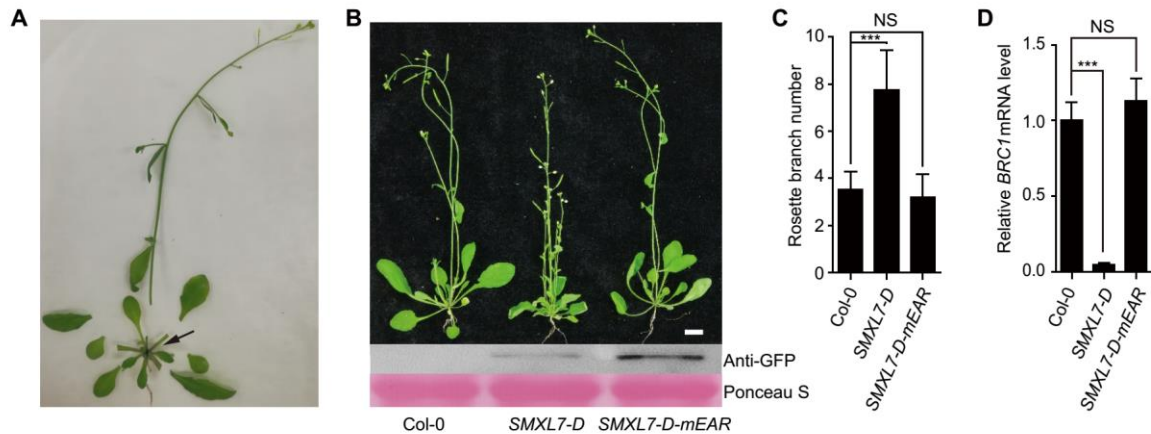 A
B
Anti-GFP
Ponceau S
Col-0
SMXL7-D
SMXL7-D-mEAR
C
NS
***
Rosette branch number
10
8
6
4
2
0
Col-0
SMXL7-D
SMXL7-D-mEAR
D
NS
***
Relative BRC1 mRNA level
1.5
1.0
0.5
0.0
Col-0
SMXL7-D
SMXL7-D-mEAR